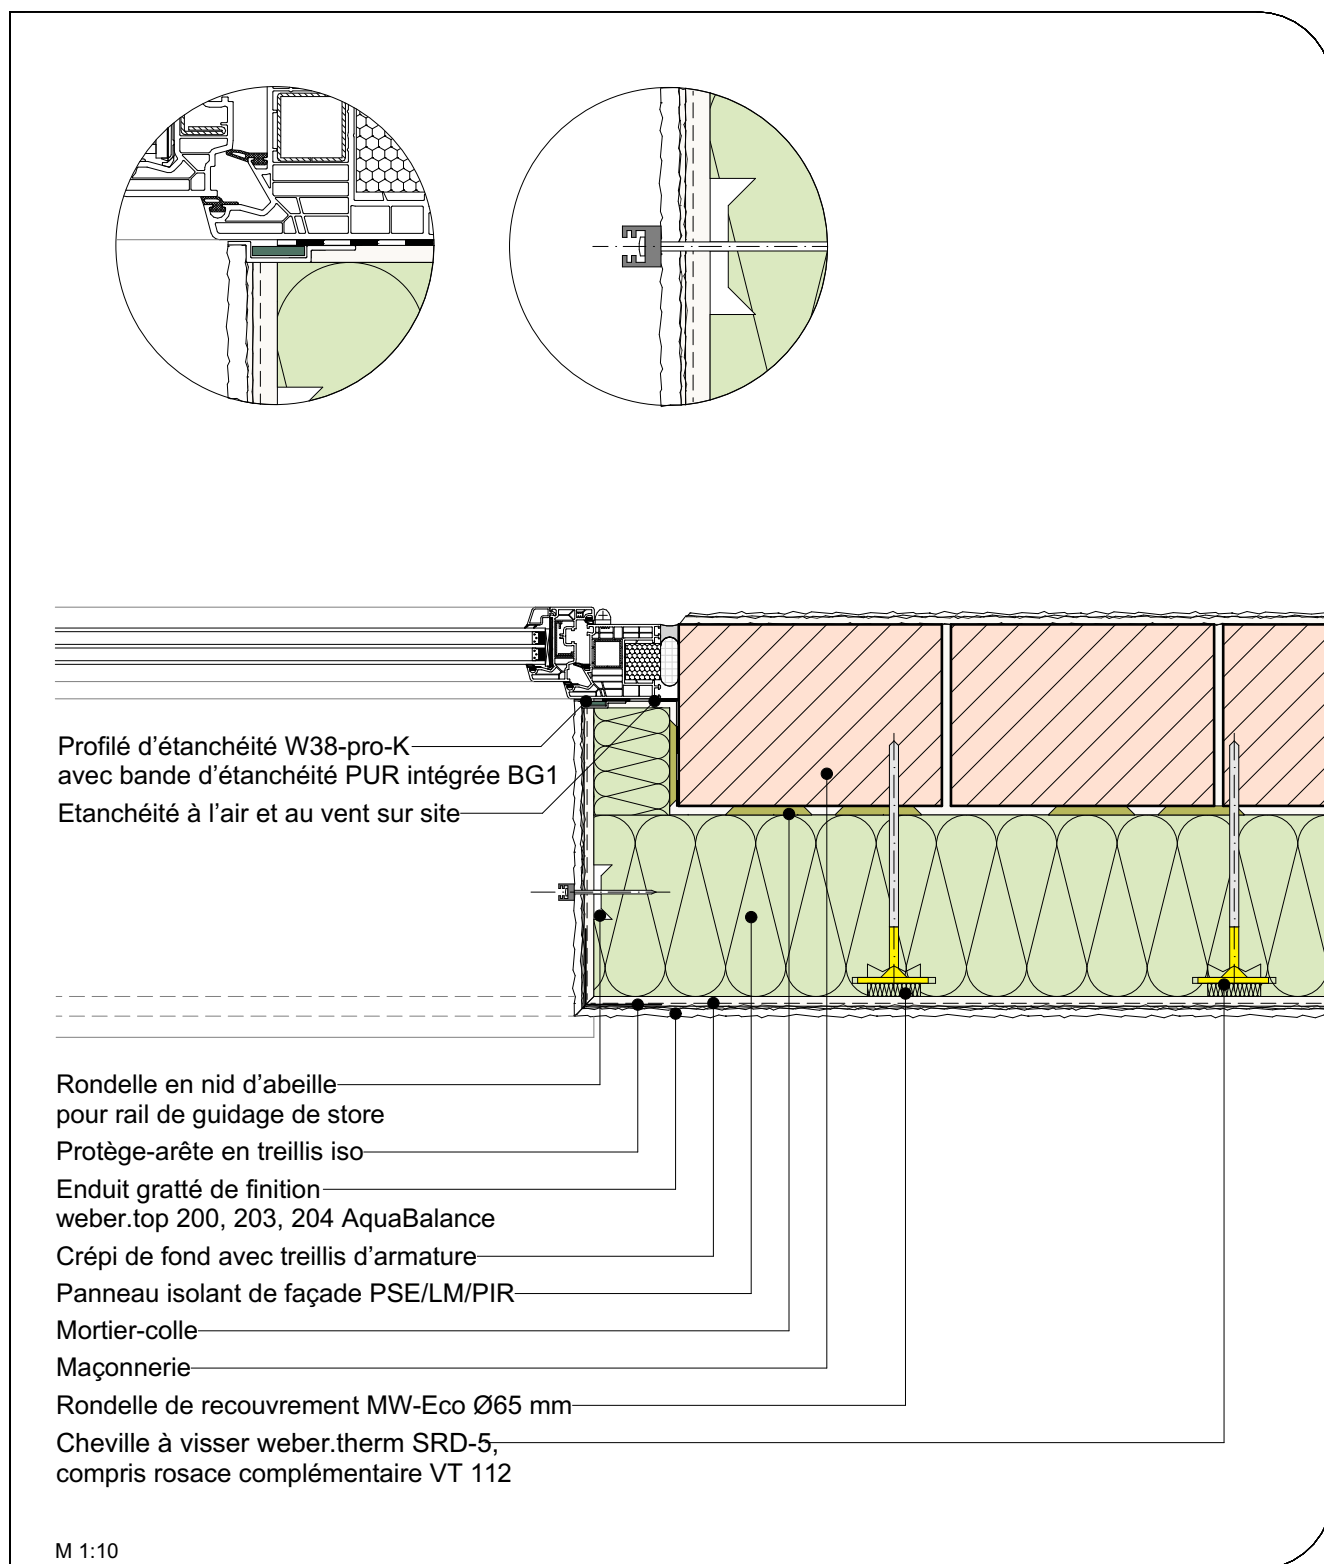 Profilé d’étanchéité W38-pro-K
avec bande d’étanchéité PUR intégrée BG1
Etanchéité à l’air et au vent sur site
Rondelle en nid d’abeille
pour rail de guidage de store
Protège-arête en treillis iso
Enduit gratté de finition
weber.top 200, 203, 204 AquaBalance
Crépi de fond avec treillis d’armature
Panneau isolant de façade PSE/LM/PIR
Mortier-colle
Maçonnerie
Rondelle de recouvrement MW-Eco Ø65 mm
Cheville à visser weber.therm SRD-5,
compris rosace complémentaire VT 112
M 1:10